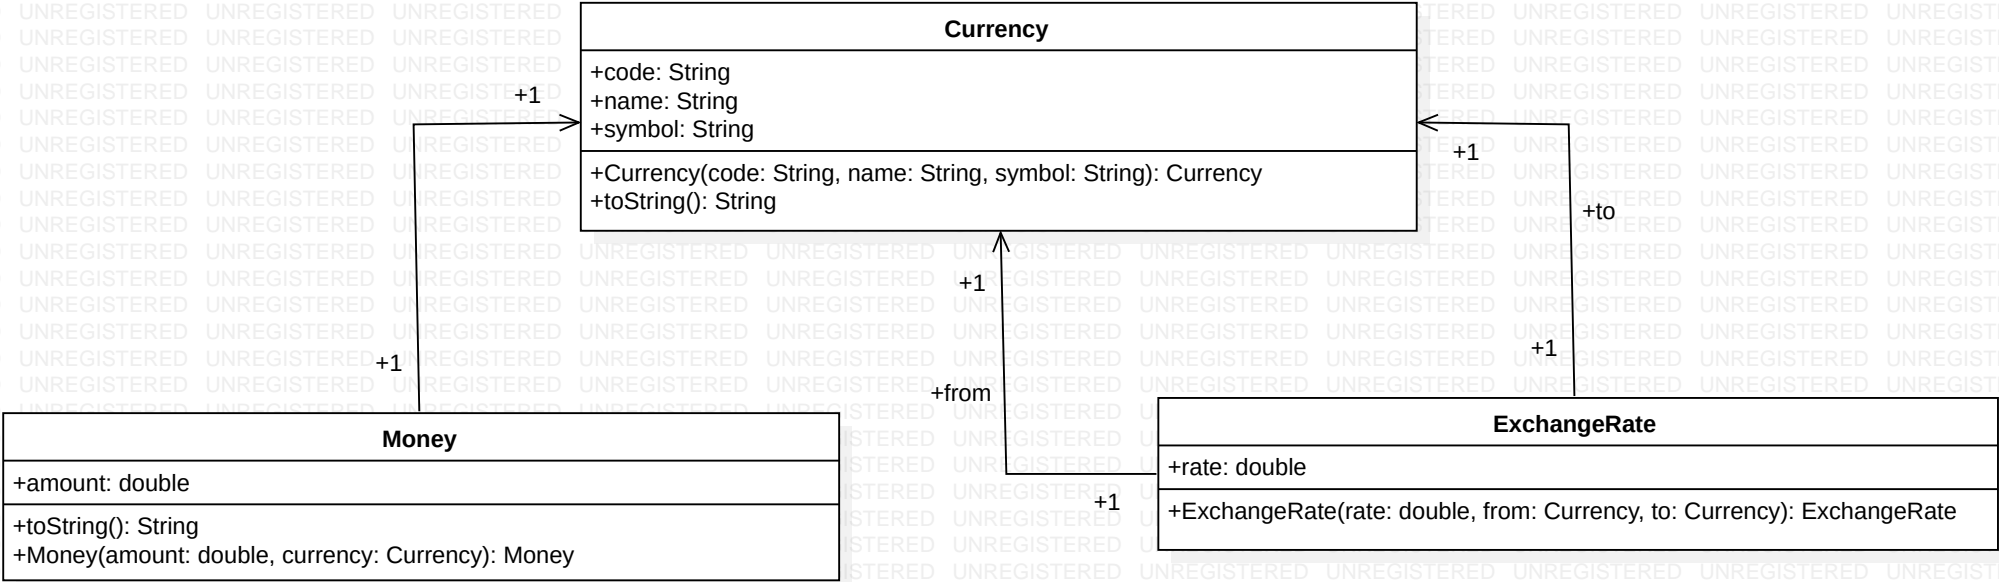 Currency
+code: String
+name: String
+symbol: String
+Currency(code: String, name: String, symbol: String): Currency
+toString(): String
+1
+1
+1
+to
+1
+1
+from
+1
Money
+amount: double
+toString(): String
+Money(amount: double, currency: Currency): Money
ExchangeRate
+rate: double
+ExchangeRate(rate: double, from: Currency, to: Currency): ExchangeRate
UNREGISTERED